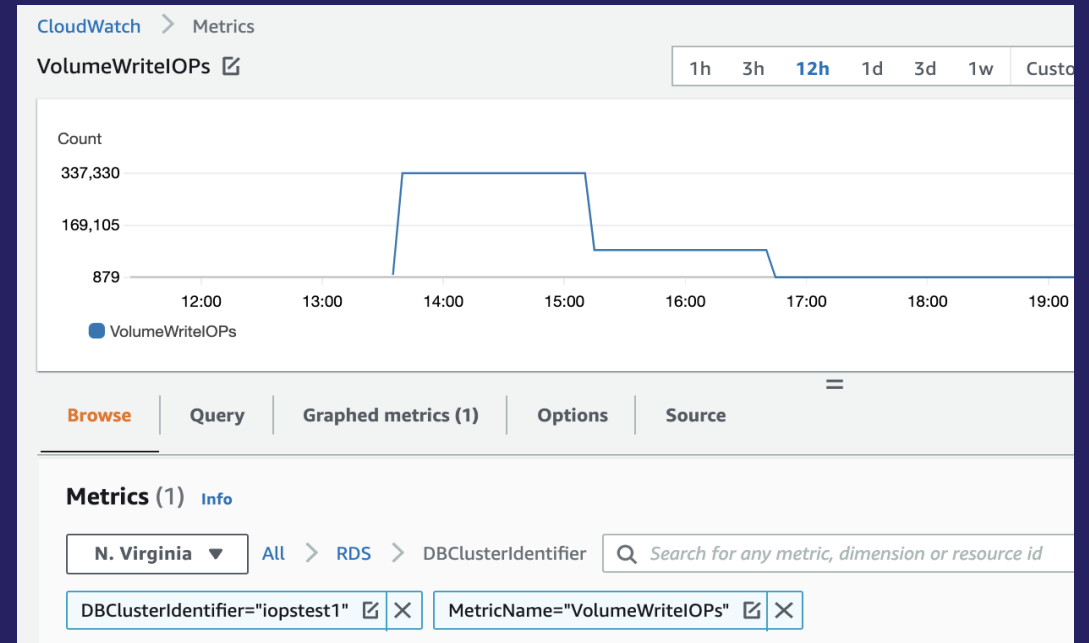 CloudWatch > Metrics
VolumeWriteIOPs
1h 3h 12h 1d 3d 1w Custo
Count
337,330
169,105
879
12:00 13:00 14:00 15:00 16:00 17:00 18:00 19:00
VolumeWriteIOPs
Browse Query Graphed metrics (1) Options Source
Metrics (1) Info
N. Virginia All > RDS > DBClusterIdentifier Search for any metric, dimension or resource id
DBClusterIdentifier="iopstest1" MetricName="VolumeWriteIOPs"